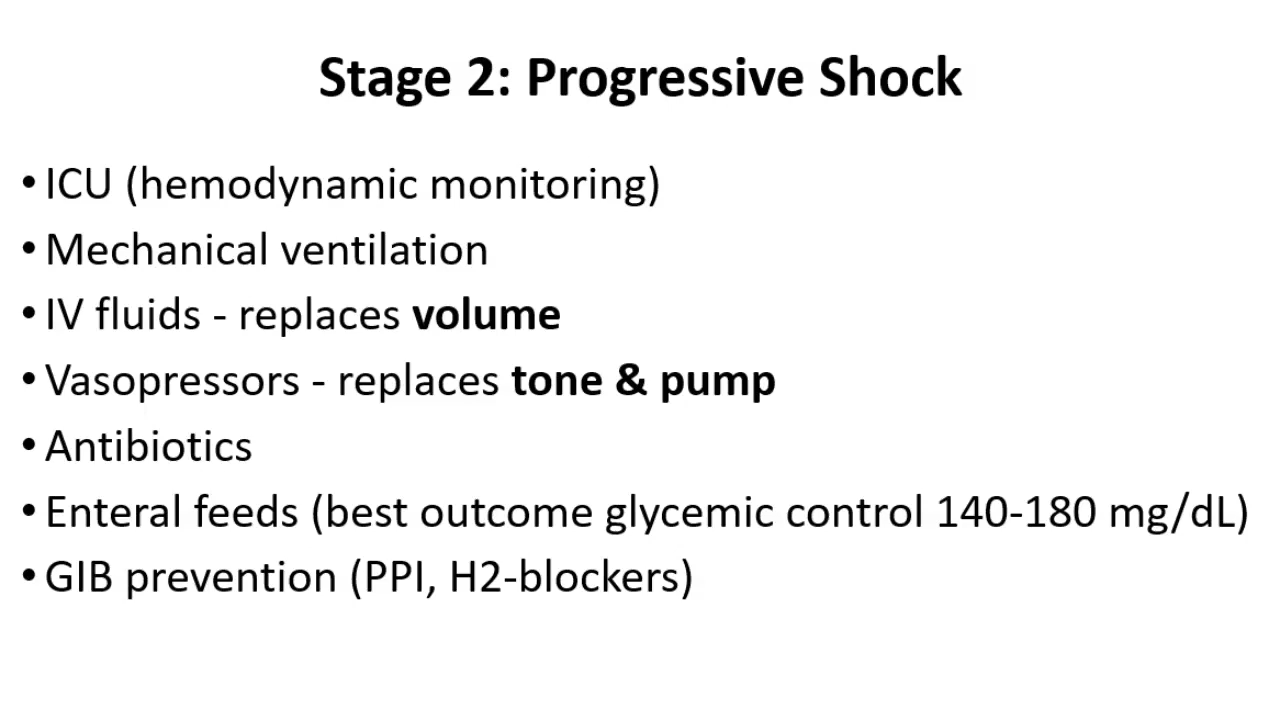 Stage 2: Progressive Shock
• ICU (hemodynamic monitoring)
• Mechanical ventilation
• IV fluids - replaces volume
• Vasopressors - replaces tone & pump
• Antibiotics
• Enteral feeds (best outcome glycemic control 140-180 mg/dL)
• GIB prevention (PPI, H2-blockers)